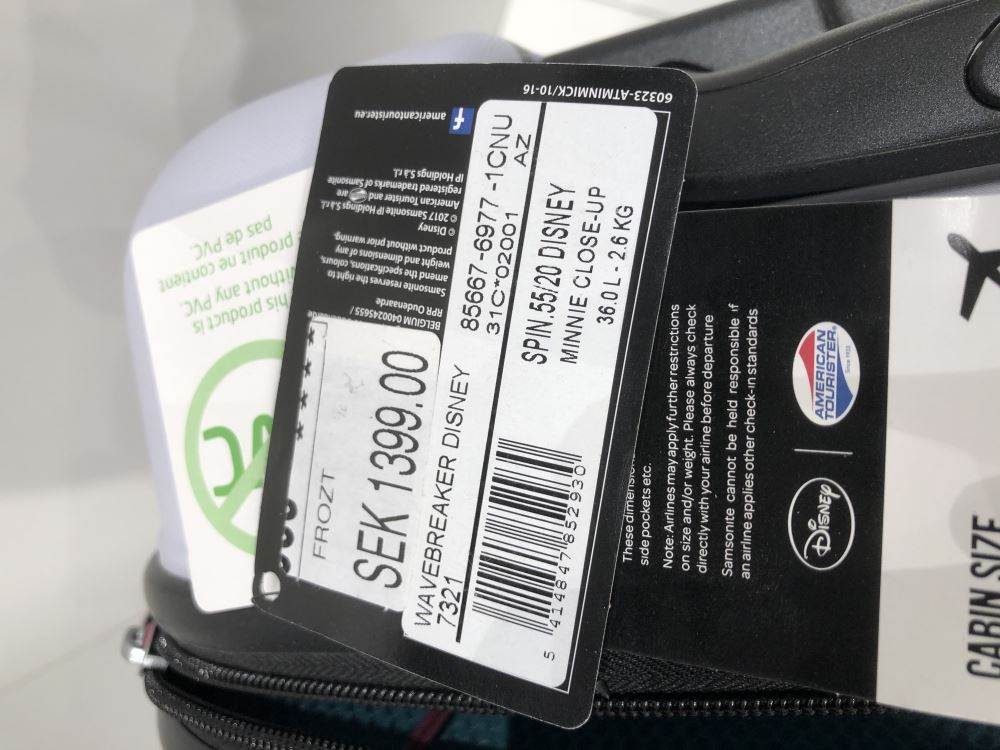 FROZT
SEK 1399.00
WAVEBREAKER DISNEY
7321
85667-6977 -1CNU
31C*02001 AZ
SPIN.55/20 DISNEY
MINNIE CLOSE-UP
36.0 L - 2.6 KG
5 414847 852930
60323-ATMINMICK/10-16
f americantourister.eu
BELGIUM 0400245655/
RPR Oudenaarde
Samsonite reserves the right to
amend the specifications, colours,
weight and dimensions of any
product without prior warning.
© Disney
© 2017 Samsonite IP Holdings S.à r.l.
American Tourister and are
registered trademarks of Samsonite
IP Holdings S.à r.l.
product is
without any PVC.
produit ne contient
pas de PVC
These
side pockets etc.
Note: Airlines may apply further restrictions
on size and/or weight. Please always check
directly with your airline before departure
Samsonite cannot be held responsible if
an airline applies other check-in standards
Disney
AMERICAN
TOURISTER®
Since 1933
CABIN SIZE